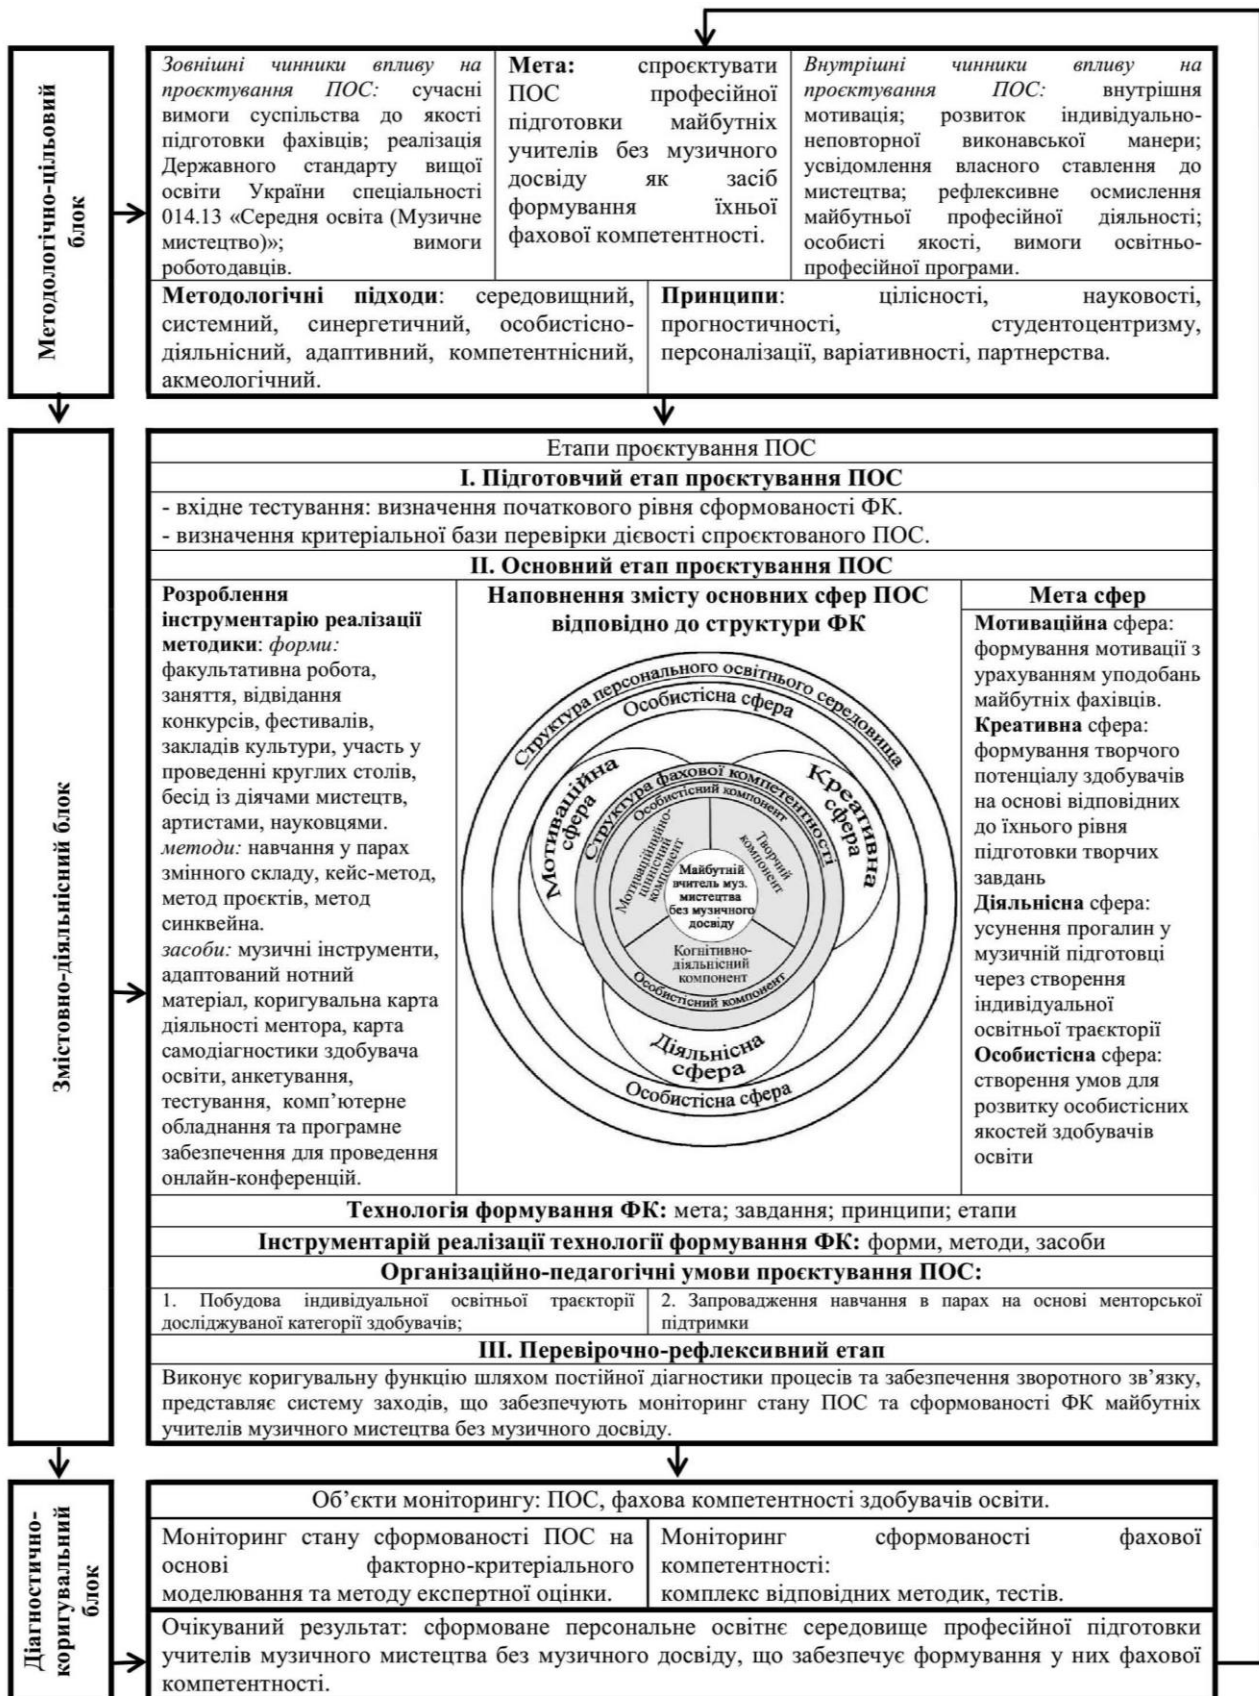 Методологічно-цільовий
блок
Зовнішні чинники впливу на
проєктування ПОС: сучасні
вимоги суспільства до якості
підготовки фахівців; реалізація
Державного стандарту вищої
освіти України спеціальності
014.13 «Середня освіта (Музичне
мистецтво)»; вимоги
роботодавців.
Мета: спроєктувати
ПОС професійної
підготовки майбутніх
учителів без музичного
досвіду як засіб
формування їхньої
фахової компетентності.
Внутрішні чинники впливу на
проєктування ПОС: внутрішня
мотивація; розвиток індивідуально-
неповторної виконавської манери;
усвідомлення власного ставлення до
мистецтва; рефлексивне осмислення
майбутньої професійної діяльності;
особисті якості, вимоги освітньо-
професійної програми.
Методологічні підходи: середовищний,
системний, синергетичний, особистісно-
діяльнісний, адаптивний, компетентнісний,
акмеологічний.
Принципи: цілісності, науковості,
прогностичності, студентоцентризму,
персоналізації, варіативності, партнерства.
Змістовно-діяльнісний блок
Етапи проєктування ПОС
І. Підготовчий етап проєктування ПОС
- вхідне тестування: визначення початкового рівня сформованості ФК.
- визначення критеріальної бази перевірки дієвості спроєктованого ПОС.
ІІ. Основний етап проєктування ПОС
Розроблення
інструментарію реалізації
методики: форми:
факультативна робота,
заняття, відвідання
конкурсів, фестивалів,
закладів культури, участь у
проведенні круглих столів,
бесід із діячами мистецтв,
артистами, науковцями.
методи: навчання у парах
змінного складу, кейс-метод,
метод проєктів, метод
синквейна.
засоби: музичні інструменти,
адаптований нотний
матеріал, коригувальна карта
діяльності ментора, карта
самодіагностики здобувача
освіти, анкетування,
тестування, комп’ютерне
обладнання та програмне
забезпечення для проведення
онлайн-конференцій.
Наповнення змісту основних сфер ПОС
відповідно до структури ФК
Структура персонального освітнього середовища
Особистісна сфера
Мотиваційна
сфера
Креативна
сфера
Структура фахової компетентності
Особистісний компонент
Мотиваційнийно-
ціннісний
компонент
Творчий
компонент
Майбутній
вчитель муз.
мистецтва
без музичного
досвіду
Когнітивно-
діяльнісний
компонент
Особистісний компонент
Діяльнісна
сфера
Особистісна сфера
Мета сфер
Мотиваційна сфера:
формування мотивації з
урахуванням уподобань
майбутніх фахівців.
Креативна сфера:
формування творчого
потенціалу здобувачів
на основі відповідних
до їхнього рівня
підготовки творчих
завдань
Діяльнісна сфера:
усунення прогалин у
музичній підготовці
через створення
індивідуальної
освітньої траєкторії
Особистісна сфера:
створення умов для
розвитку особистісних
якостей здобувачів
освіти
Технологія формування ФК: мета; завдання; принципи; етапи
Інструментарій реалізації технології формування ФК: форми, методи, засоби
Організаційно-педагогічні умови проєктування ПОС:
1. Побудова індивідуальної освітньої траєкторії
досліджуваної категорії здобувачів;
2. Запровадження навчання в парах на основі менторської
підтримки
ІІІ. Перевірочно-рефлексивний етап
Виконує коригувальну функцію шляхом постійної діагностики процесів та забезпечення зворотного зв’язку,
представляє систему заходів, що забезпечують моніторинг стану ПОС та сформованості ФК майбутніх
учителів музичного мистецтва без музичного досвіду.
Діагностично-
коригувальний
блок
Об’єкти моніторингу: ПОС, фахова компетентності здобувачів освіти.
Моніторинг стану сформованості ПОС на
основі факторно-критеріального
моделювання та методу експертної оцінки.
Моніторинг сформованості фахової
компетентності:
комплекс відповідних методик, тестів.
Очікуваний результат: сформоване персональне освітнє середовище професійної підготовки
учителів музичного мистецтва без музичного досвіду, що забезпечує формування у них фахової
компетентності.